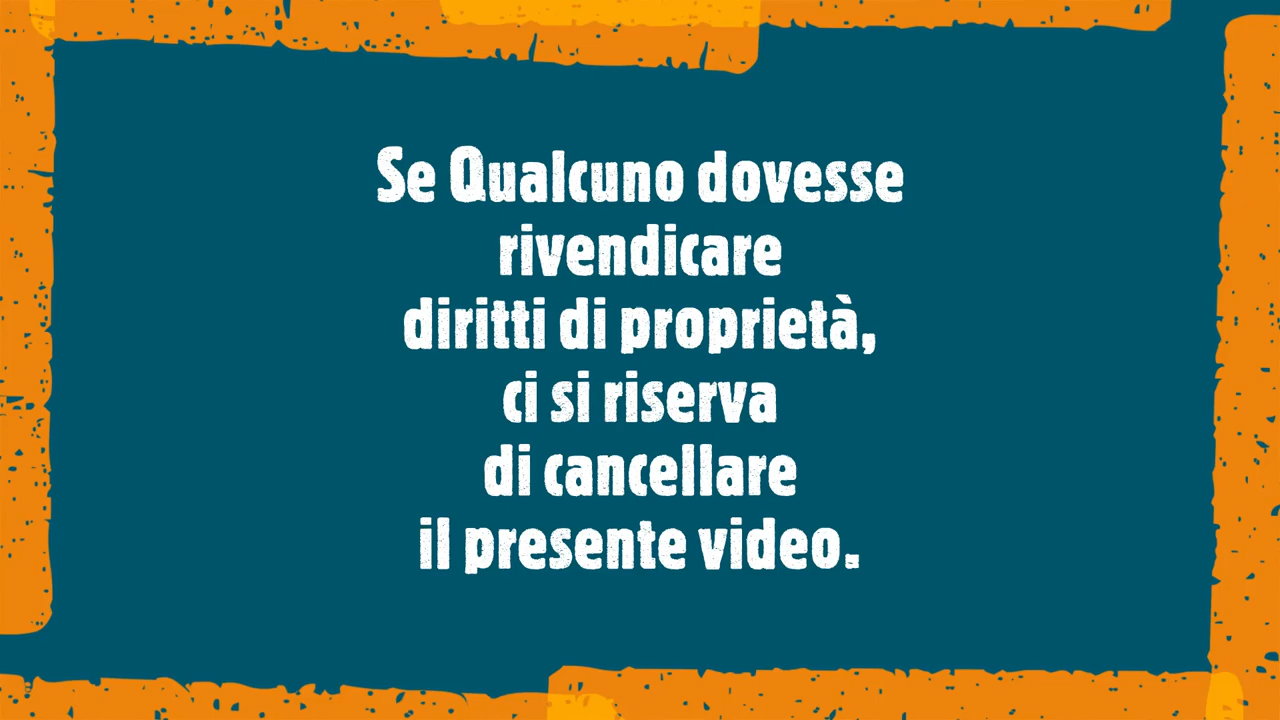 Se Qualcuno dovesse
rivendicare
diritti di proprietà,
ci si riserva
di cancellare
il presente video.